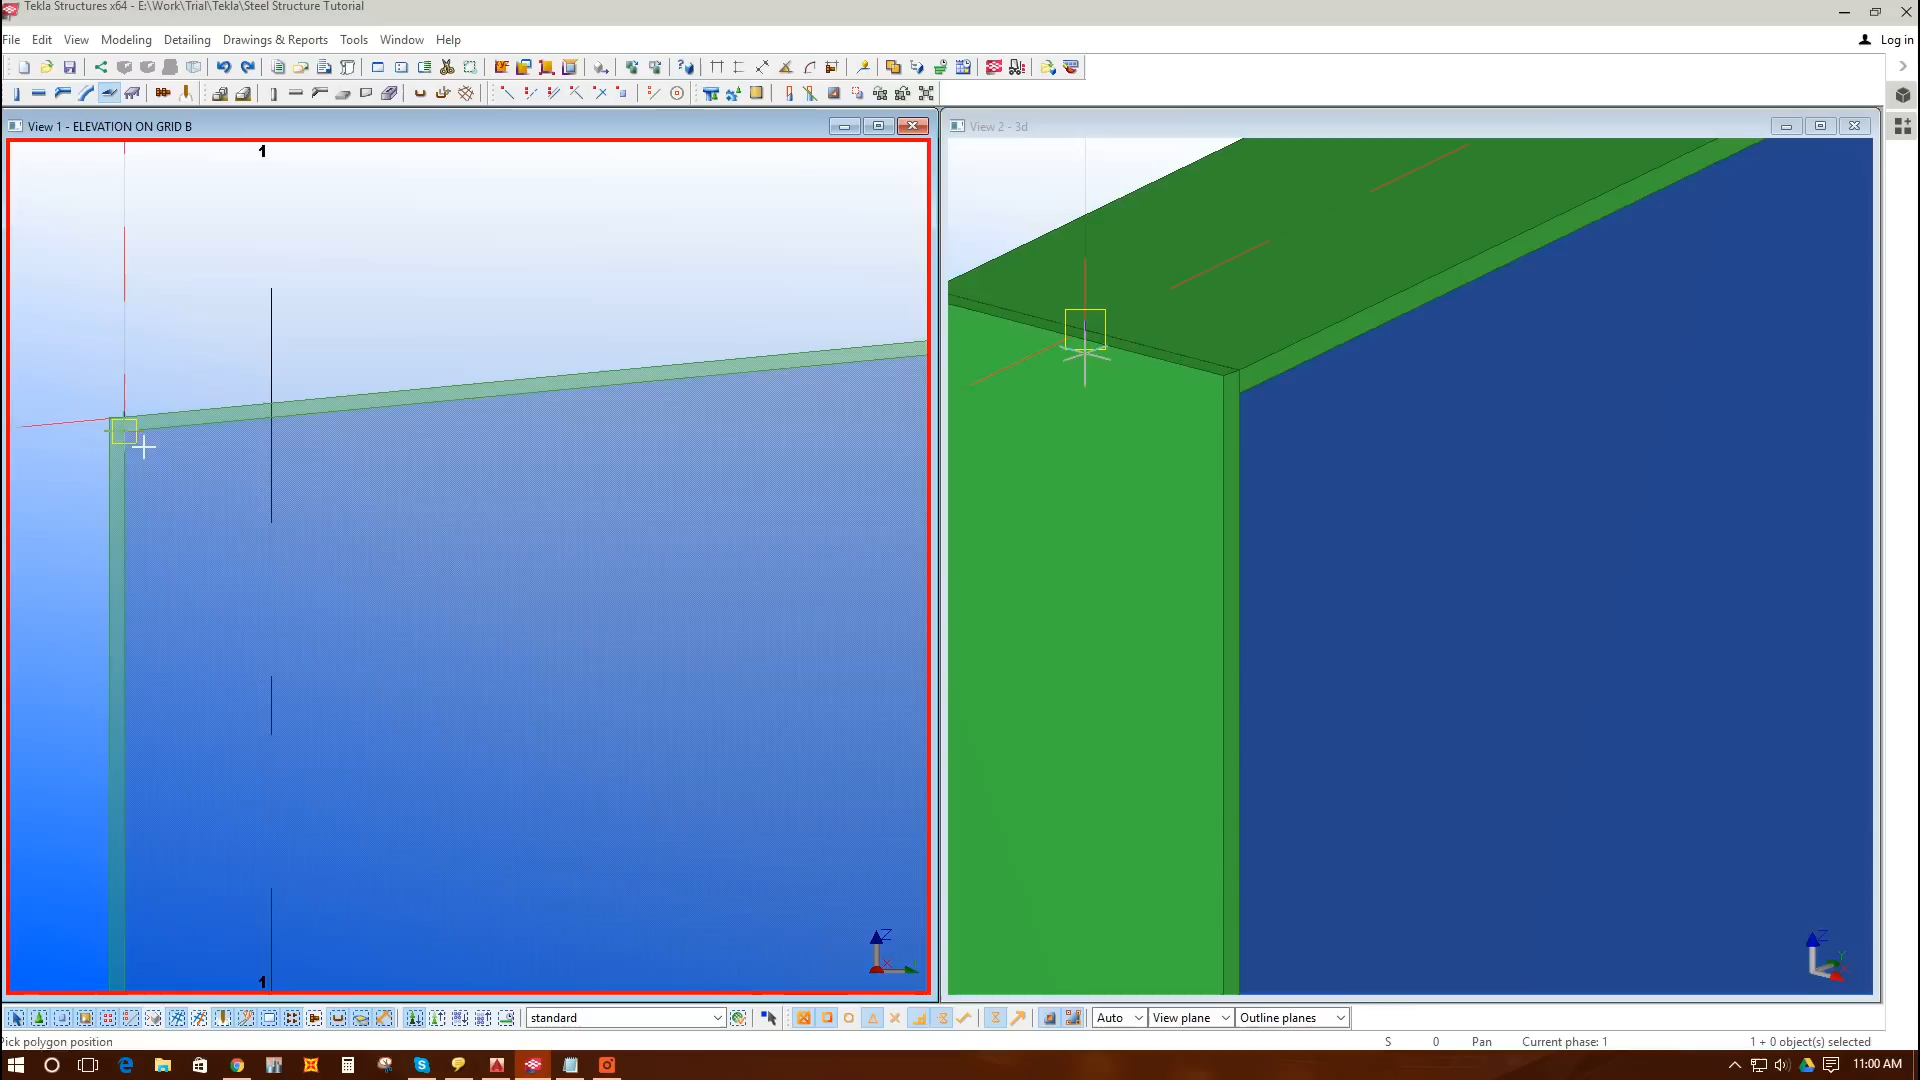 Tekla Structures x64 - E:\Work\Trial\Tekla\Steel Structure Tutorial
File Edit View Modeling Detailing Drawings & Reports Tools Window Help
Log in
View 1 - ELEVATION ON GRID B
View 2 - 3d
1
1
Z
X
Z
Y
standard
Auto
View plane
Outline planes
Pick polygon position
S 0 Pan Current phase: 1 1 + 0 object(s) selected
11:00 AM